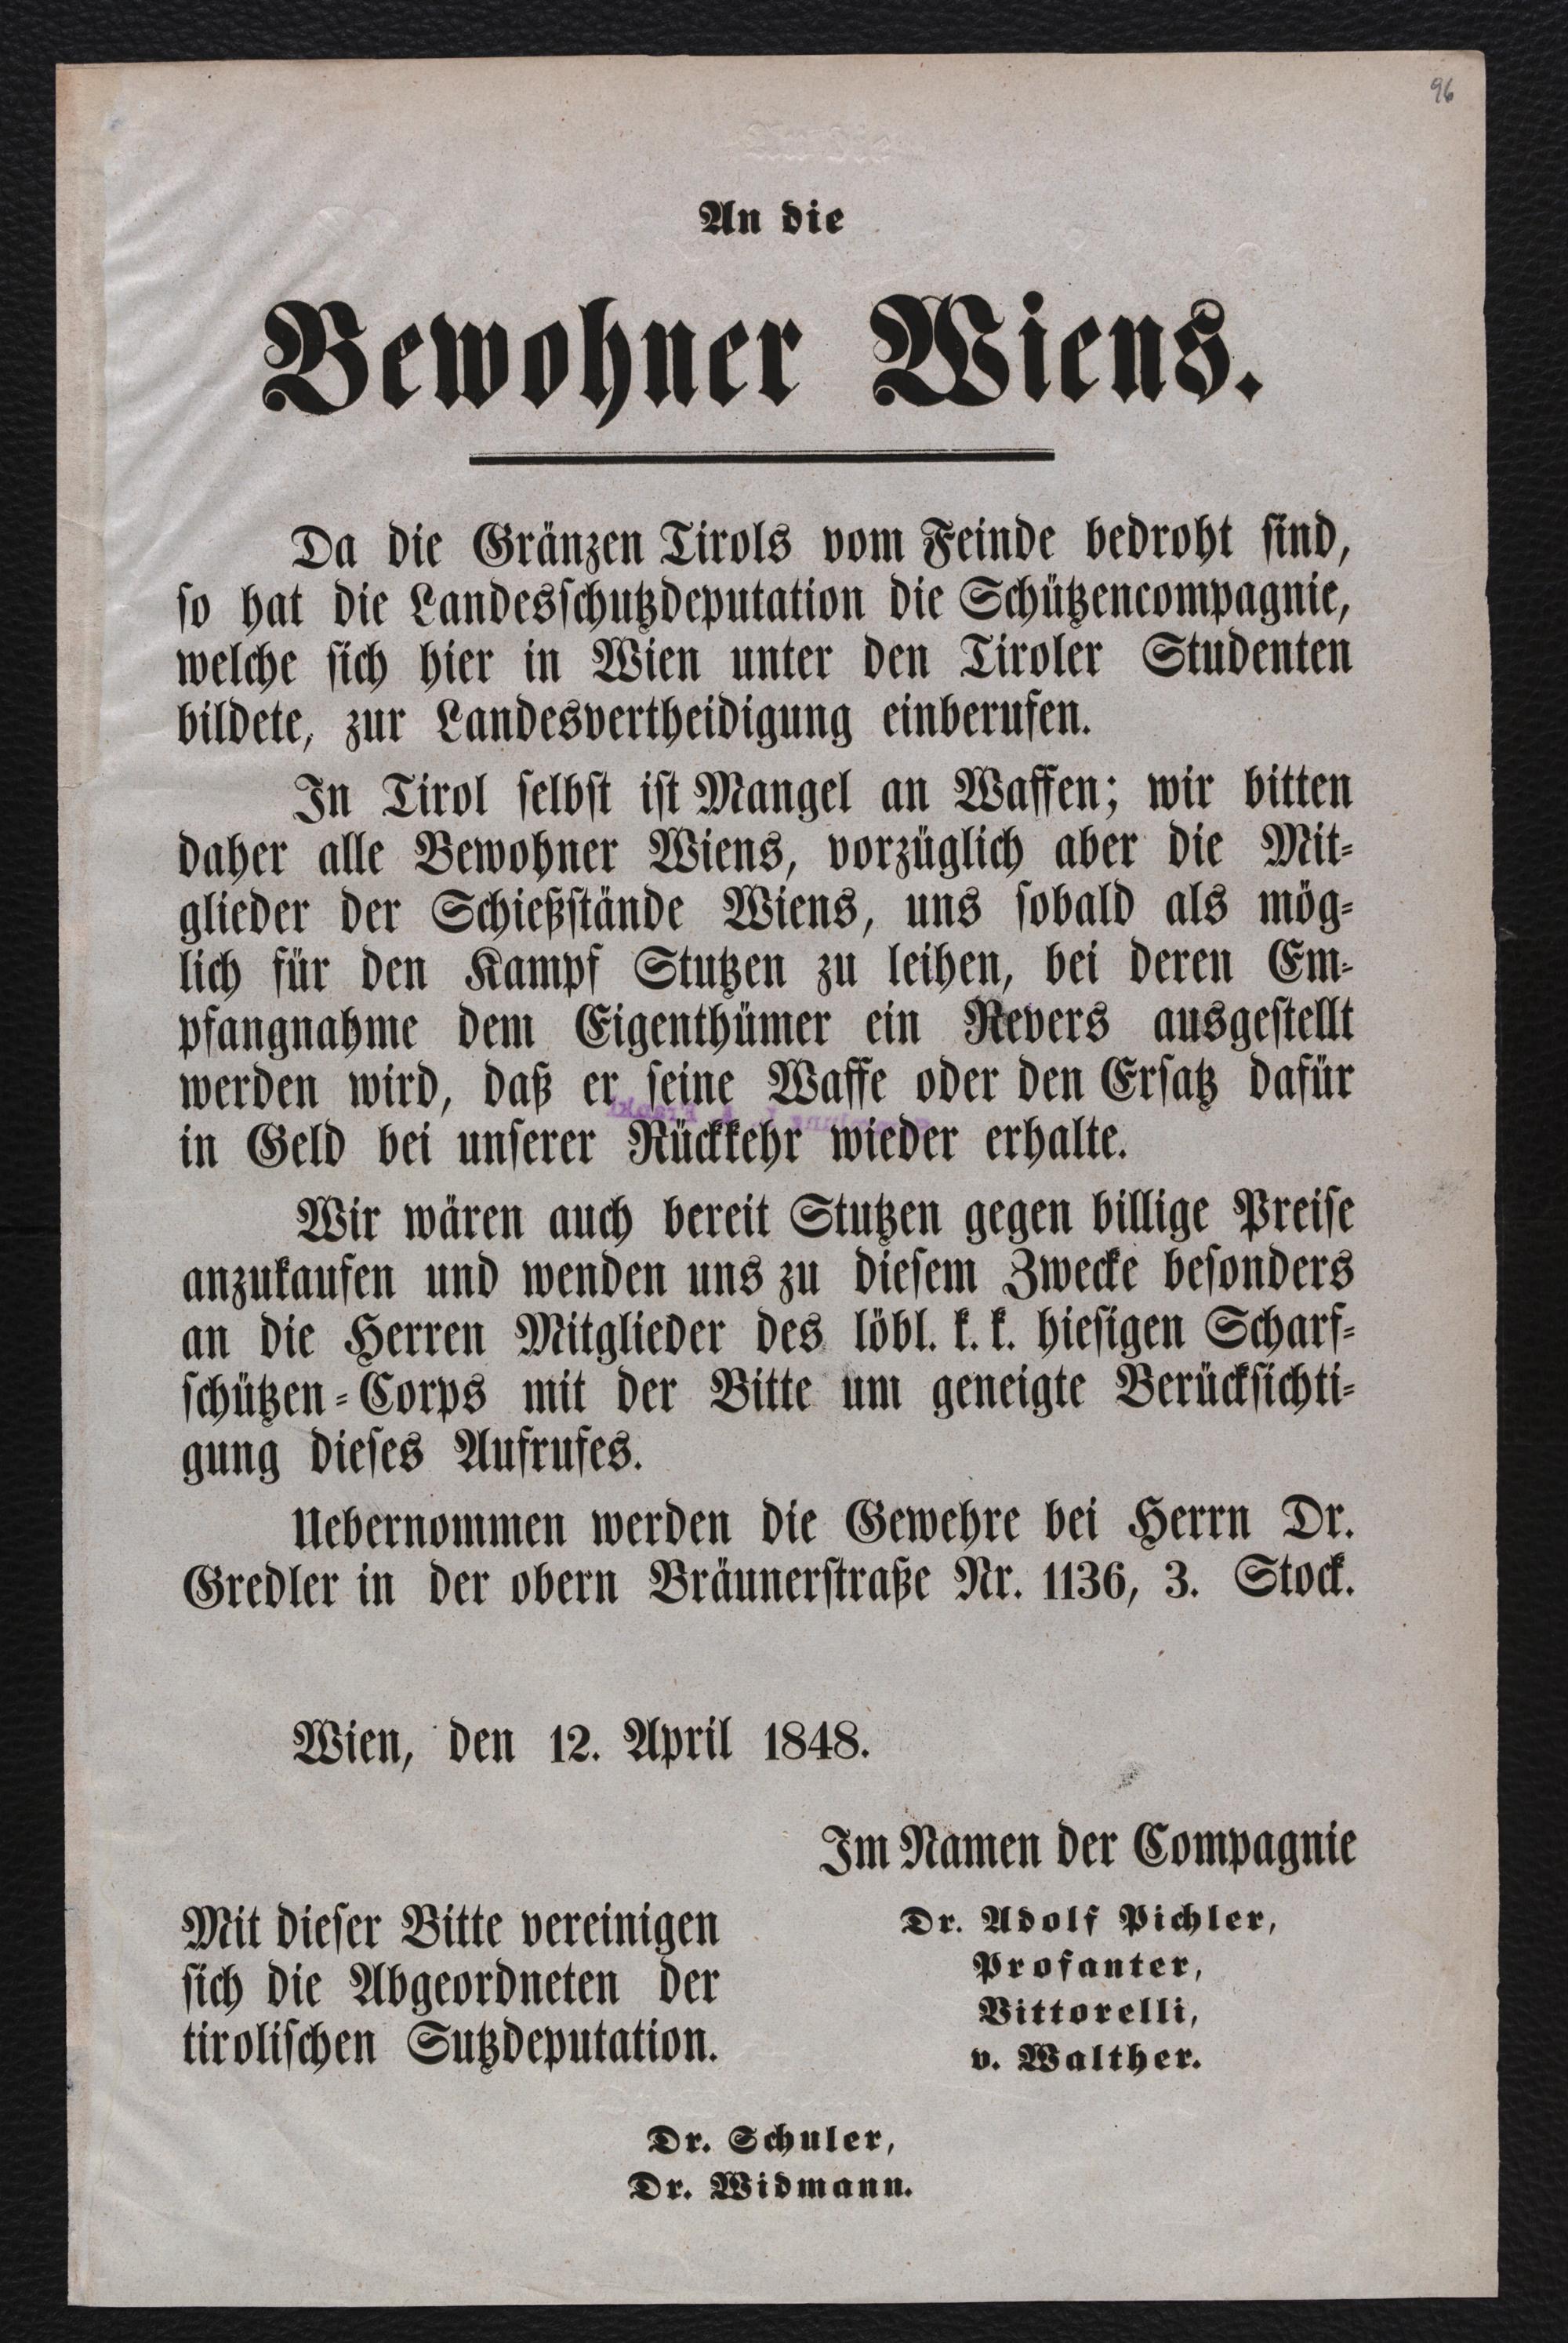 96
An die
Bewohner Wiens.
Da die Gränzen Tirols vom Feinde bedroht sind,
so hat die Landesschutzdeputation die Schützencompagnie,
welche sich hier in Wien unter den Tiroler Studenten
bildete, zur Landesvertheidigung einberufen.
In Tirol selbst ist Mangel an Waffen; wir bitten
daher alle Bewohner Wiens, vorzüglich aber die Mit-
glieder der Schießstände Wiens, uns sobald als mög-
lich für den Kampf Stutzen zu leihen, bei deren Em-
pfangnahme dem Eigenthümer ein Revers ausgestellt
werden wird, daß er seine Waffe oder den Ersatz dafür
in Geld bei unserer Rückkehr wieder erhalte.
Wir wären auch bereit Stutzen gegen billige Preise
anzukaufen und wenden uns zu diesem Zwecke besonders
an die Herren Mitglieder des löbl. k. k. hiesigen Scharf-
schützen-Corps mit der Bitte um geneigte Berücksichti-
gung dieses Aufrufes.
Uebernommen werden die Gewehre bei Herrn Dr.
Gredler in der obern Bräunerstraße Nr. 1136, 3. Stock.
Wien, den 12. April 1848.
Im Namen der Compagnie
Dr. Adolf Pichler,
Profanter,
Vittorelli,
v. Walther.
Mit dieser Bitte vereinigen
sich die Abgeordneten der
tirolischen Sutzdeputation.
Dr. Schuler,
Dr. Widmann.